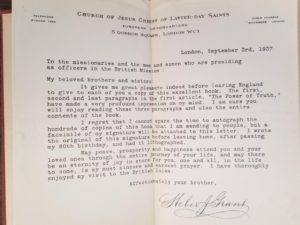 CHURCH OF JESUS CHRIST OF LATTER-DAY SAINTS
EUROPEAN HEADQUARTERS
5 GORDON SQUARE, LONDON WC1
London, September 3rd, 1937
To the missionaries and the men and women who are presiding
as officers in the British Mission:
My beloved brothers and sisters:
It gives me great pleasure indeed before leaving England
to give to each of you a copy of this excellent book. The first,
second and last paragraphs in the first article, "The Power of Truth,"
have made a very profound impression on my mind. I am sure you
will enjoy reading these three paragraphs and also the entire
contents of the book.
I regret that I cannot spare the time to autograph the
hundreds of copies of this book that I am sending to people, but a
facsimile of my signature will be attached to this letter. I wrote
the original of this signature before leaving home after passing
my 80th birthday, and had it lithographed.
May peace, prosperity and happiness attend you and your
loved ones through the entire journey of your life, and may there
be an eternity of joy in store for you, one and all, in the life
to come, is my most sincere and earnest prayer. I have thoroughly
enjoyed my visit to the British Isles.
Affectionately your brother,
Heber J. Grant